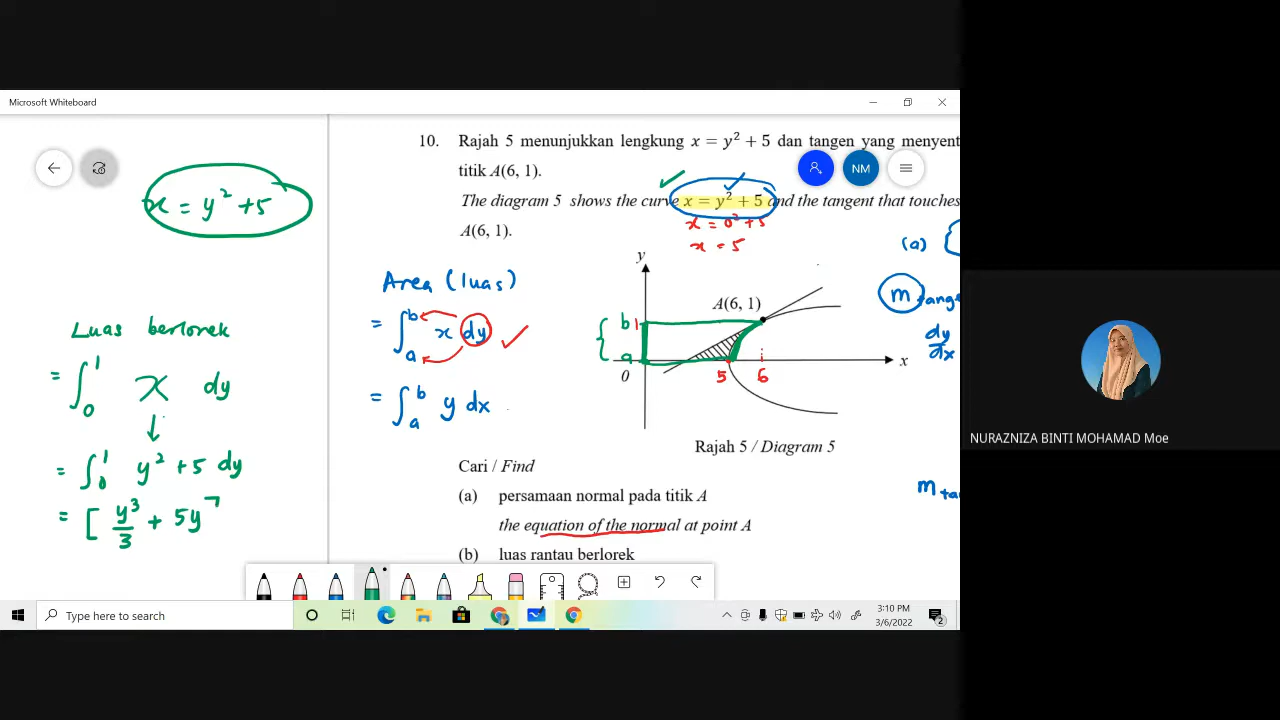 Microsoft Whiteboard
x = y² + 5
10. Rajah 5 menunjukkan lengkung x = y² + 5 dan tangen yang menyent
titik A(6, 1).
NM
The diagram 5 shows the curve x = y² + 5 and the tangent that touches
x = 0² + 5
A(6, 1).
x = 5
(a)
Area (luas)
= ∫ₐᵇ x dy
= ∫ₐᵇ y dx
y
A(6, 1)
b 1
a
0
5
6
x
m tange
dy/dx
m tan
Luas berlorek
= ∫₀¹ x dy
= ∫₀¹ y² + 5 dy
= [ y³/3 + 5y ]
Rajah 5 / Diagram 5
Cari / Find
(a) persamaan normal pada titik A
the equation of the normal at point A
(b) luas rantau berlorek
NURAZNIZA BINTI MOHAMAD Moe
Type here to search
3:10 PM
3/6/2022
2